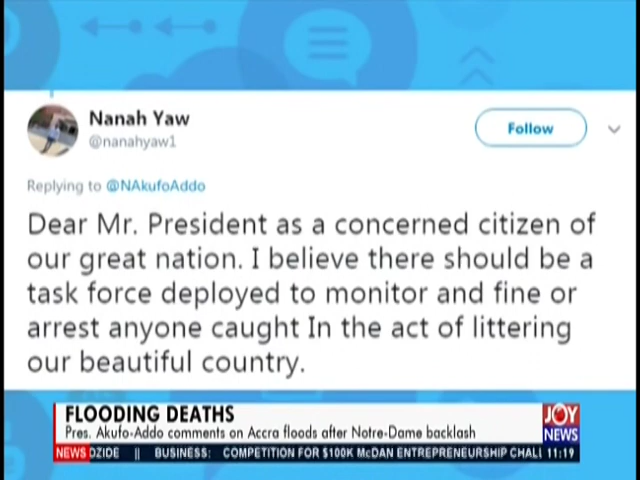 Nanah Yaw
@nanahyaw1
Follow
Replying to @NAkufoAddo
Dear Mr. President as a concerned citizen of
our great nation. I believe there should be a
task force deployed to monitor and fine or
arrest anyone caught In the act of littering
our beautiful country.
FLOODING DEATHS
Pres. Akufo-Addo comments on Accra floods after Notre-Dame backlash
JOY
NEWS
NEWS DZIDE || BUSINESS: COMPETITION FOR $100K McDAN ENTREPRENEURSHIP CHALL 11:19